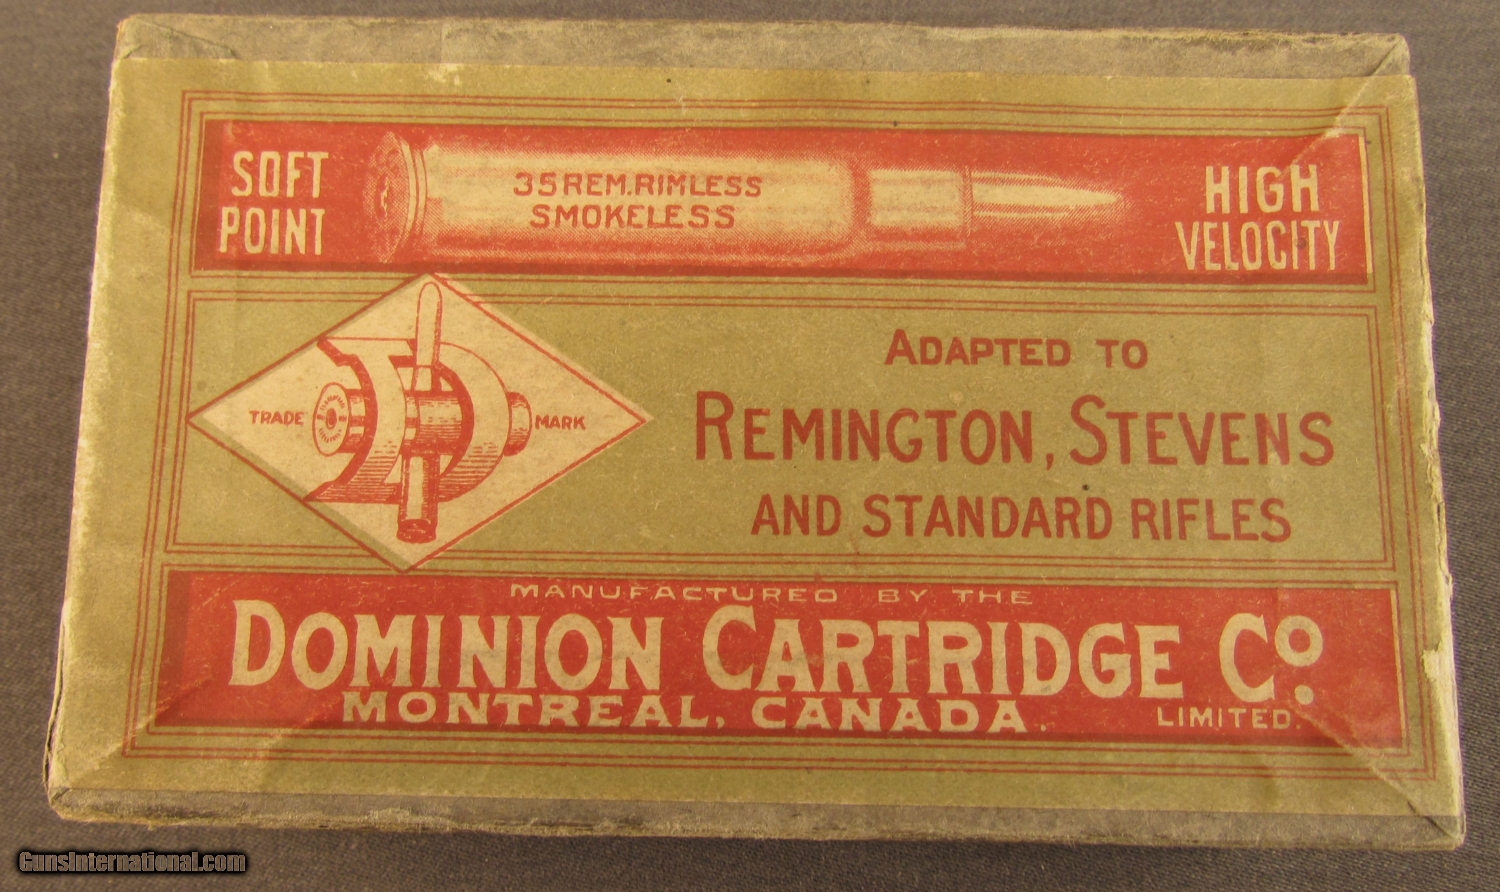 SOFT
POINT
35 REM. RIMLESS
SMOKELESS
HIGH
VELOCITY
TRADE MARK
ADAPTED TO
REMINGTON, STEVENS
AND STANDARD RIFLES
MANUFACTURED BY THE
DOMINION CARTRIDGE Co.
MONTREAL, CANADA.
LIMITED.
GunsInternational.com